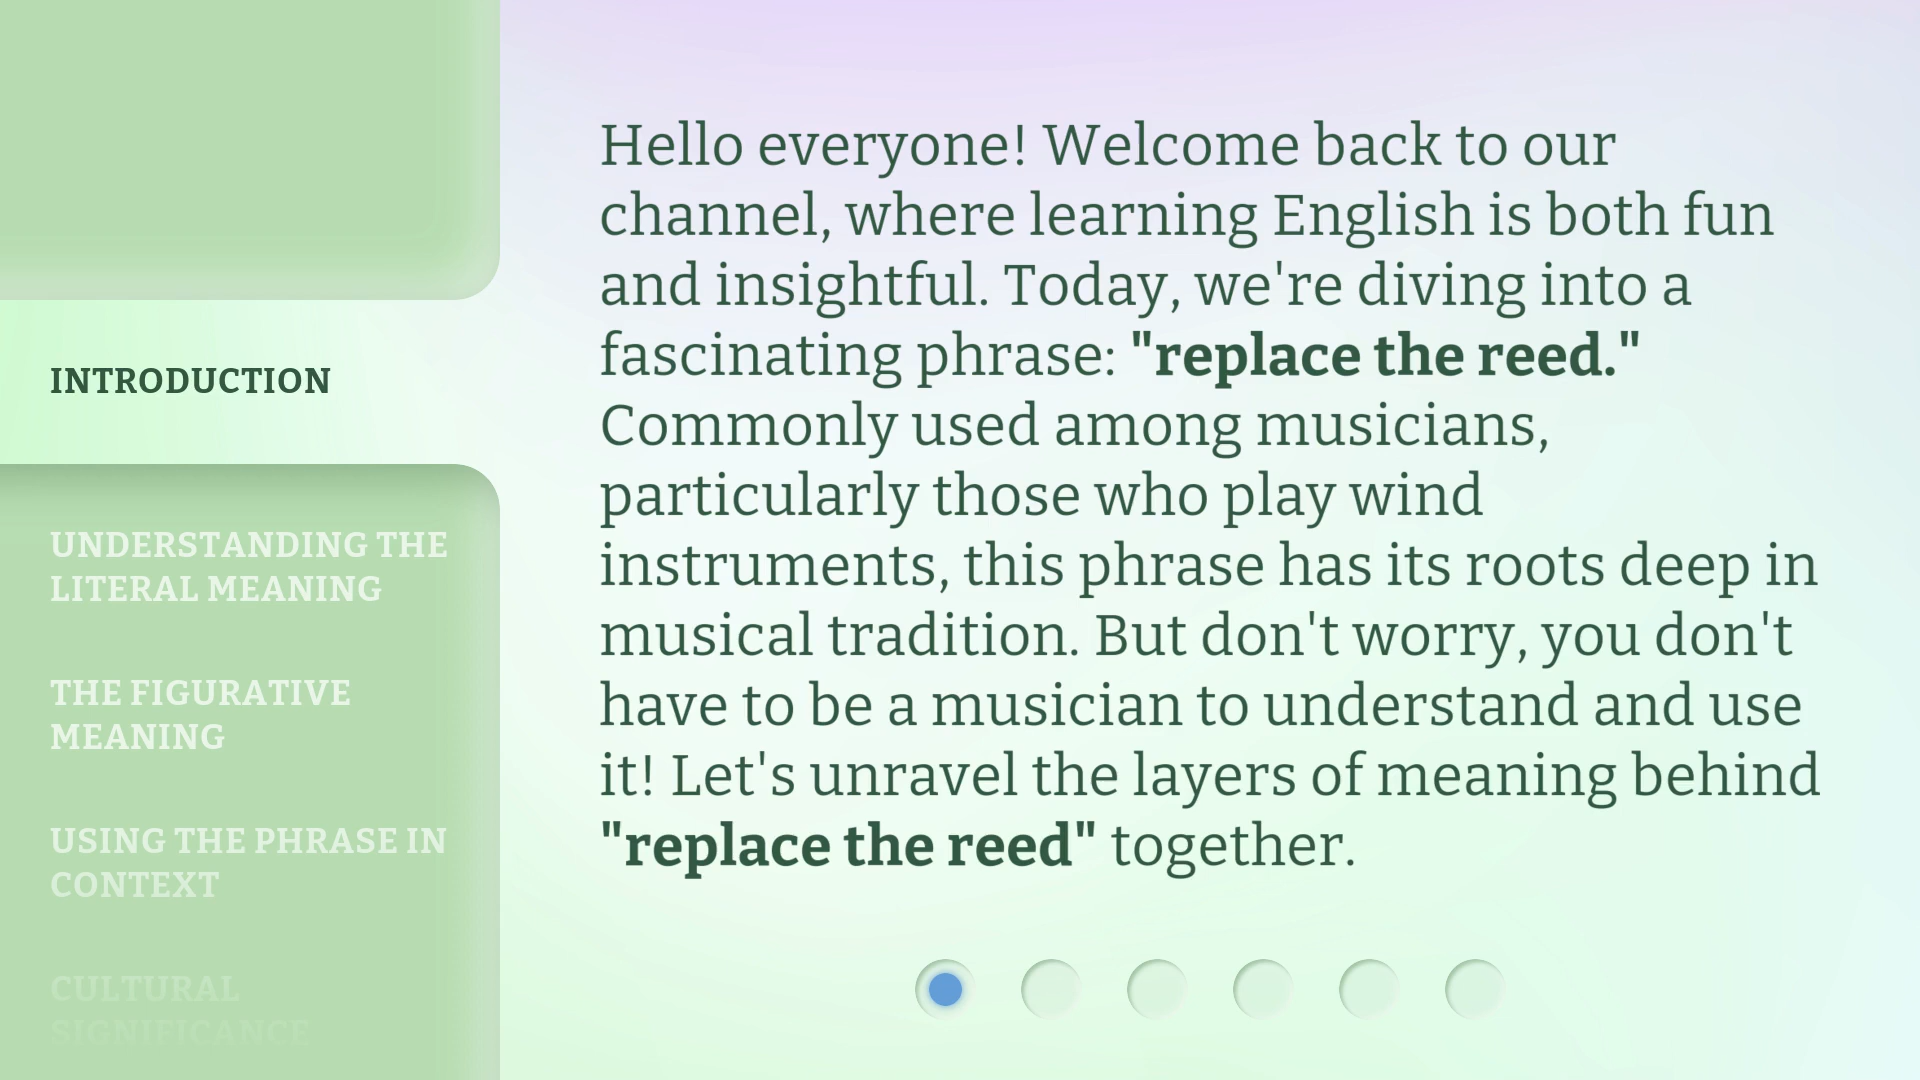 INTRODUCTION
UNDERSTANDING THE
LITERAL MEANING
THE FIGURATIVE
MEANING
USING THE PHRASE IN
CONTEXT
CULTURAL
SIGNIFICANCE
Hello everyone! Welcome back to our
channel, where learning English is both fun
and insightful. Today, we're diving into a
fascinating phrase: "replace the reed."
Commonly used among musicians,
particularly those who play wind
instruments, this phrase has its roots deep in
musical tradition. But don't worry, you don't
have to be a musician to understand and use
it! Let's unravel the layers of meaning behind
"replace the reed" together.